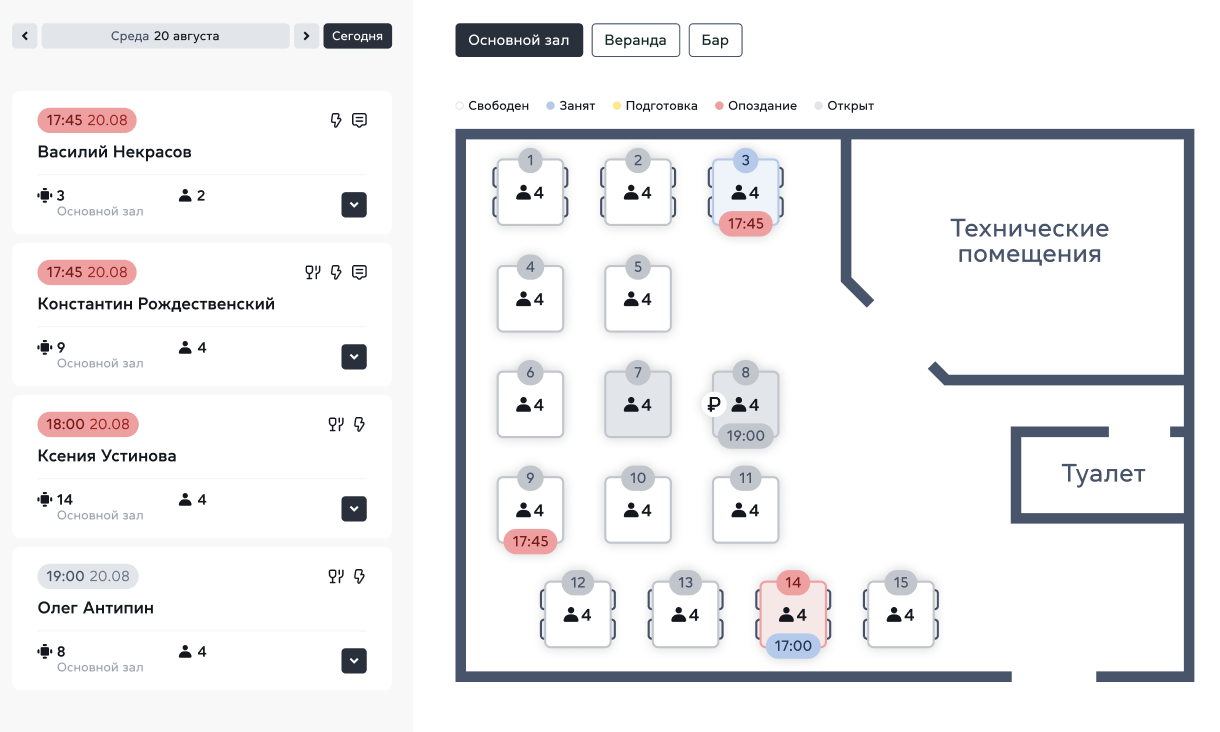 Среда 20 августа
Сегодня
17:45 20.08
Василий Некрасов
3
2
Основной зал
17:45 20.08
Константин Рождественский
9
4
Основной зал
18:00 20.08
Ксения Устинова
14
4
Основной зал
19:00 20.08
Олег Антипин
8
4
Основной зал
Основной зал
Веранда
Бар
Свободен
Занят
Подготовка
Опоздание
Открыт
1
4
2
4
3
4
17:45
4
4
5
4
6
4
7
4
8
₽
4
19:00
9
4
17:45
10
4
11
4
12
4
13
4
14
4
17:00
15
4
Технические
помещения
Туалет